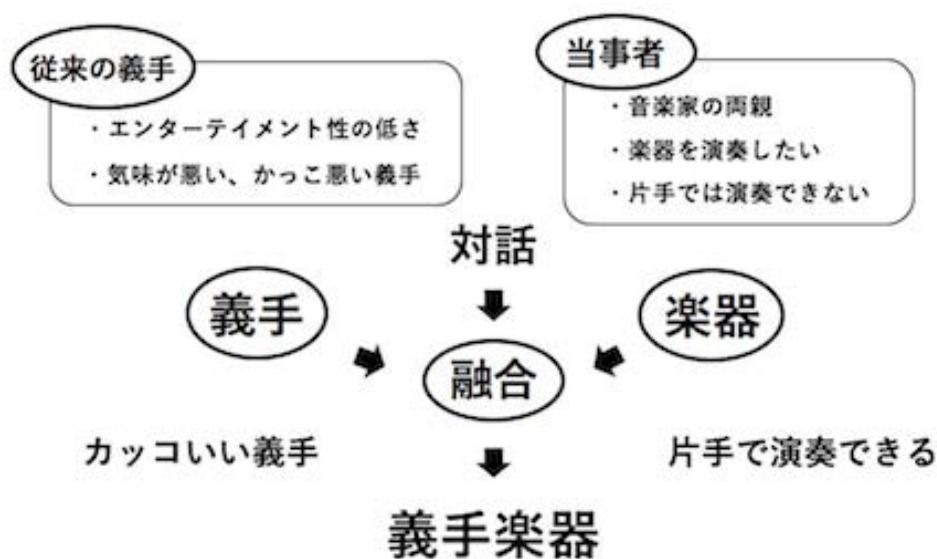 従来の義手
・エンターテイメント性の低さ
・気味が悪い、かっこ悪い義手
当事者
・音楽家の両親
・楽器を演奏したい
・片手では演奏できない
対話
義手
楽器
融合
カッコいい義手
片手で演奏できる
義手楽器